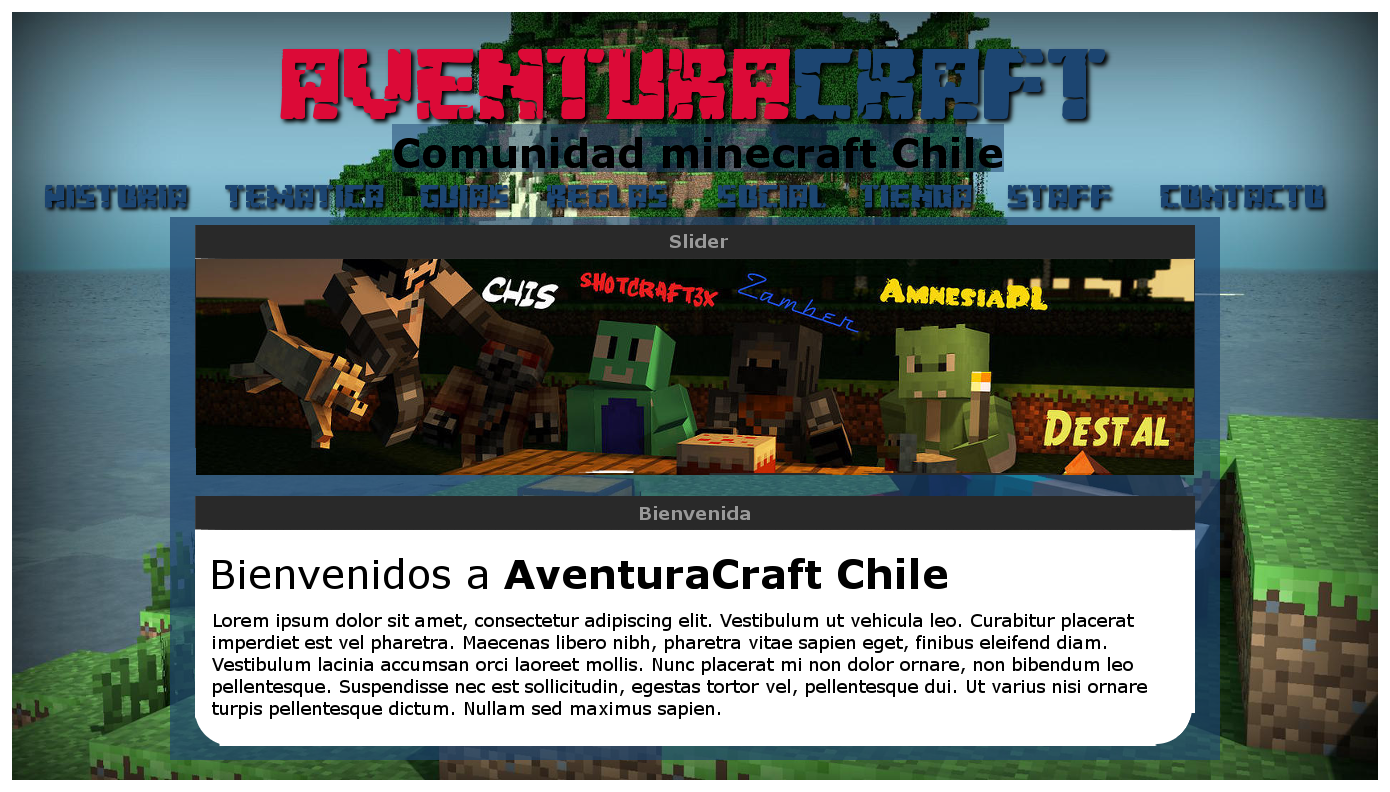 AVENTURACRAFT
Comunidad minecraft Chile
HISTORIA TEMATICA GUIAS REGLAS SOCIAL TIENDA STAFF CONTACTO
Slider
CHIS SHOTCRAFT3X Zamber AMNESIADL
DESTAL
Bienvenida
Bienvenidos a AventuraCraft Chile
Lorem ipsum dolor sit amet, consectetur adipiscing elit. Vestibulum ut vehicula leo. Curabitur placerat
imperdiet est vel pharetra. Maecenas libero nibh, pharetra vitae sapien eget, finibus eleifend diam.
Vestibulum lacinia accumsan orci laoreet mollis. Nunc placerat mi non dolor ornare, non bibendum leo
pellentesque. Suspendisse nec est sollicitudin, egestas tortor vel, pellentesque dui. Ut varius nisi ornare
turpis pellentesque dictum. Nullam sed maximus sapien.